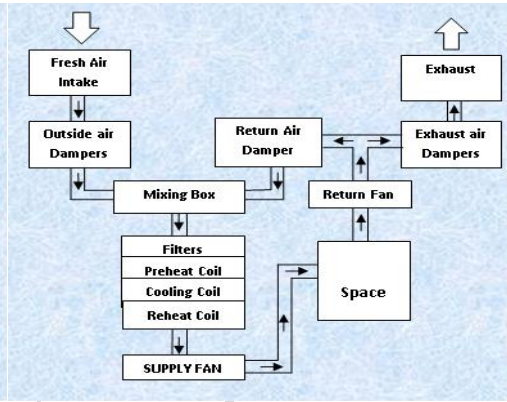 Fresh Air
Intake
Exhaust
Outside air
Dampers
Return Air
Damper
Exhaust air
Dampers
Mixing Box
Return Fan
Filters
Preheat Coil
Cooling Coil
Reheat Coil
Space
SUPPLY FAN